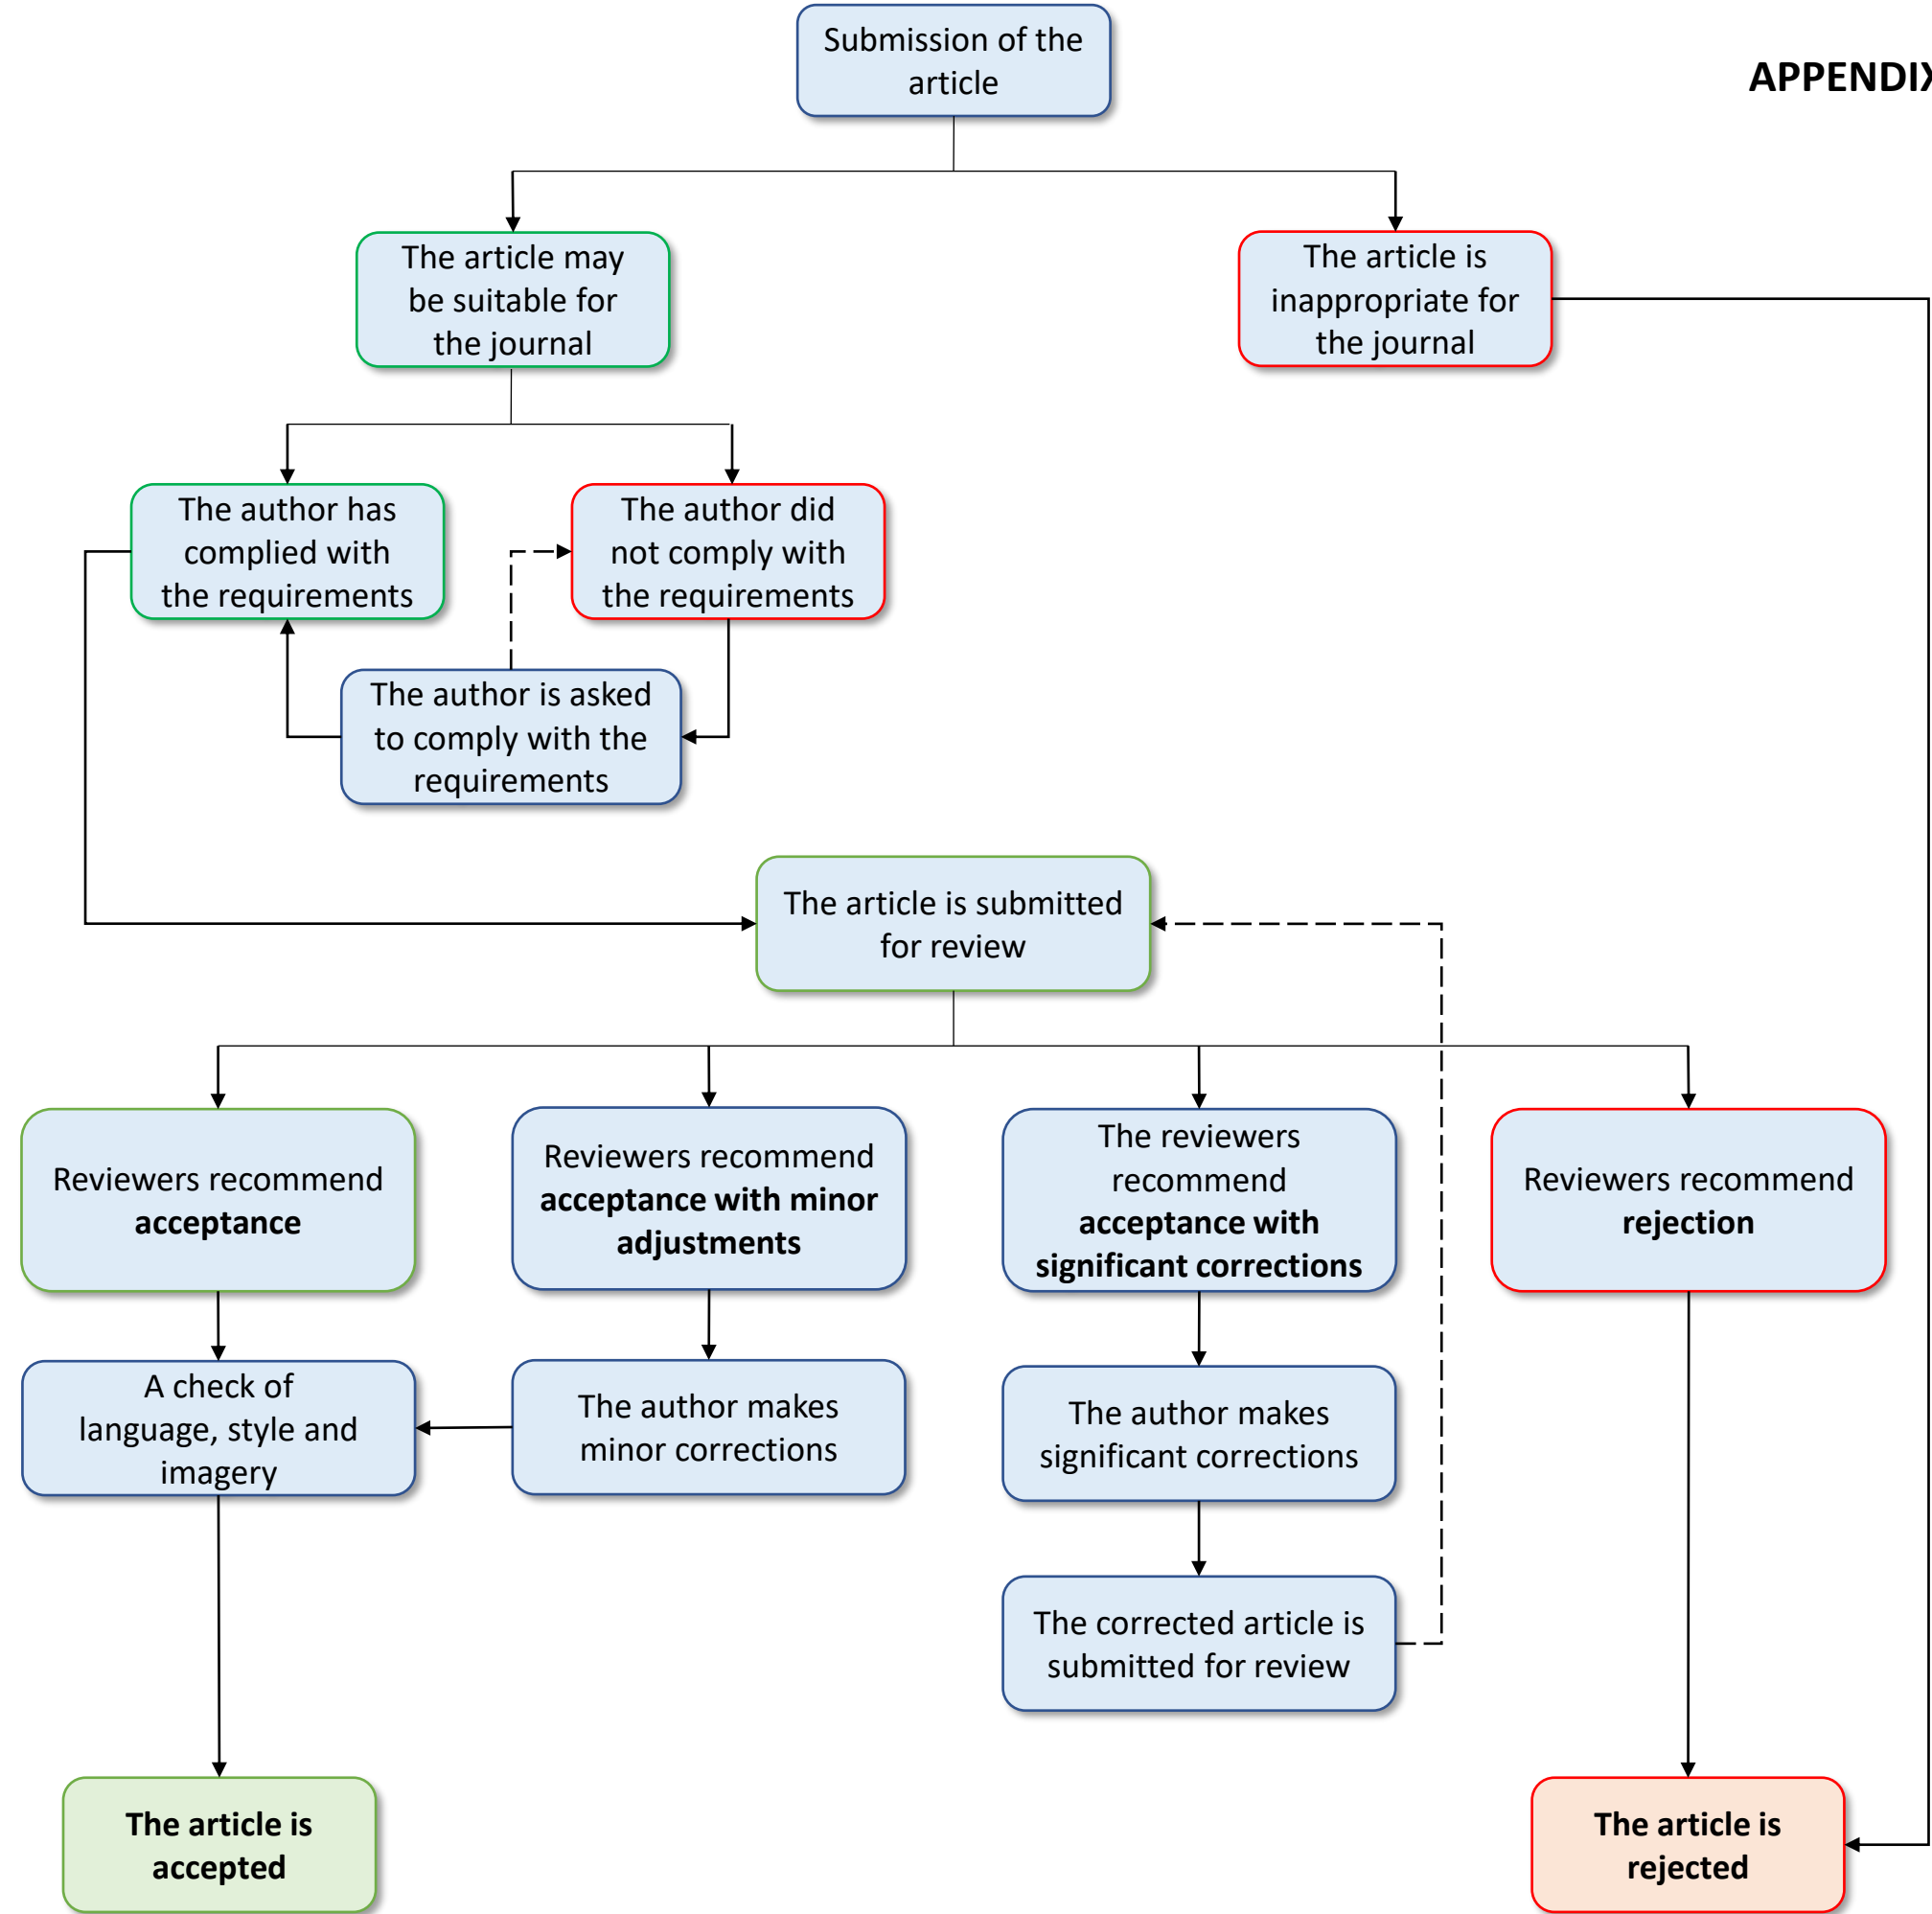 Submission of the
article
APPENDIX
The article may
be suitable for
the journal
The article is
inappropriate for
the journal
The author has
complied with
the requirements
The author did
not comply with
the requirements
The author is asked
to comply with the
requirements
The article is submitted
for review
Reviewers recommend
acceptance
Reviewers recommend
acceptance with minor
adjustments
The reviewers
recommend
acceptance with
significant corrections
Reviewers recommend
rejection
A check of
language, style and
imagery
The author makes
minor corrections
The author makes
significant corrections
The corrected article is
submitted for review
The article is
accepted
The article is
rejected